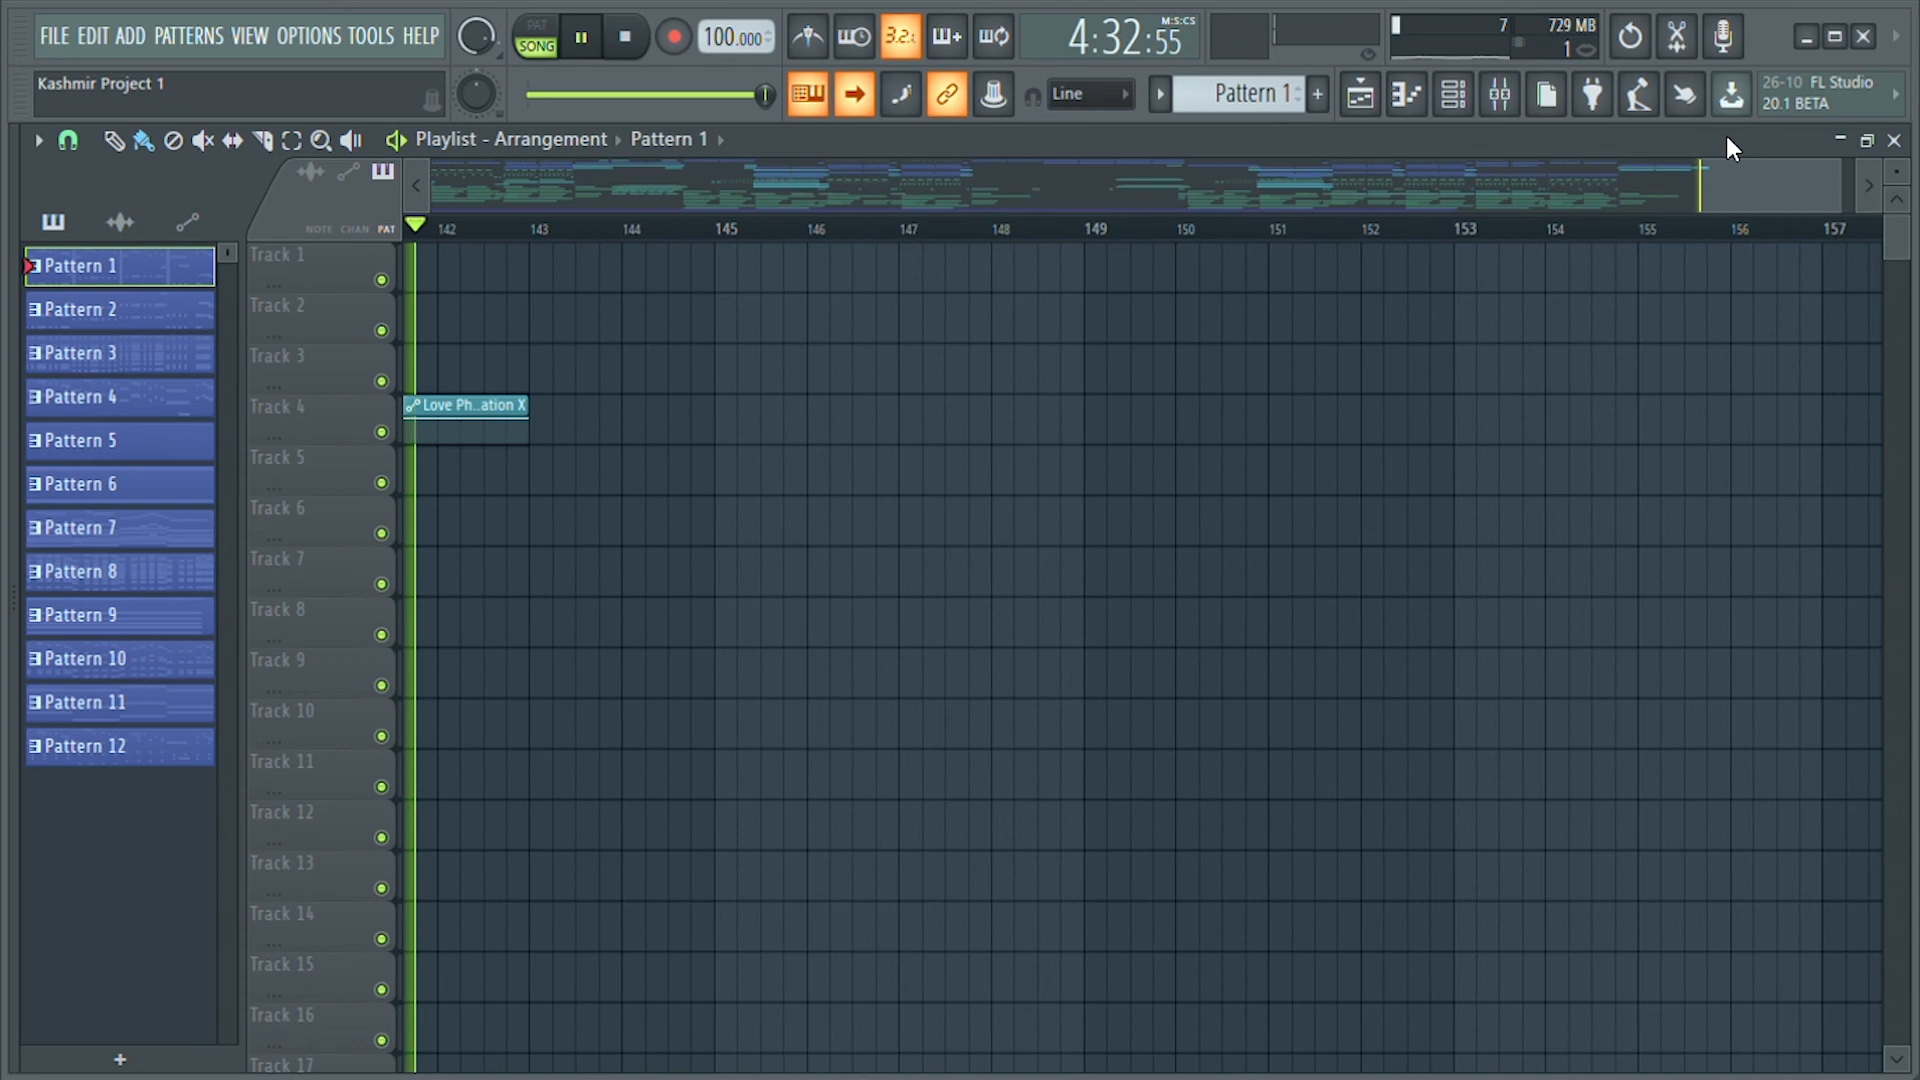 FILE EDIT ADD PATTERNS VIEW OPTIONS TOOLS HELP
PAT
SONG
100.000
3.2.
4:32:55
M:S:CS
7
729 MB
1
Kashmir Project 1
Line
Pattern 1
26-10 FL Studio
20.1 BETA
Playlist - Arrangement
Pattern 1
NOTE CHAN PAT
142 143 144 145 146 147 148 149 150 151 152 153 154 155 156 157
Pattern 1
Pattern 2
Pattern 3
Pattern 4
Pattern 5
Pattern 6
Pattern 7
Pattern 8
Pattern 9
Pattern 10
Pattern 11
Pattern 12
Track 1
Track 2
Track 3
Track 4
Love Ph..ation X
Track 5
Track 6
Track 7
Track 8
Track 9
Track 10
Track 11
Track 12
Track 13
Track 14
Track 15
Track 16
Track 17